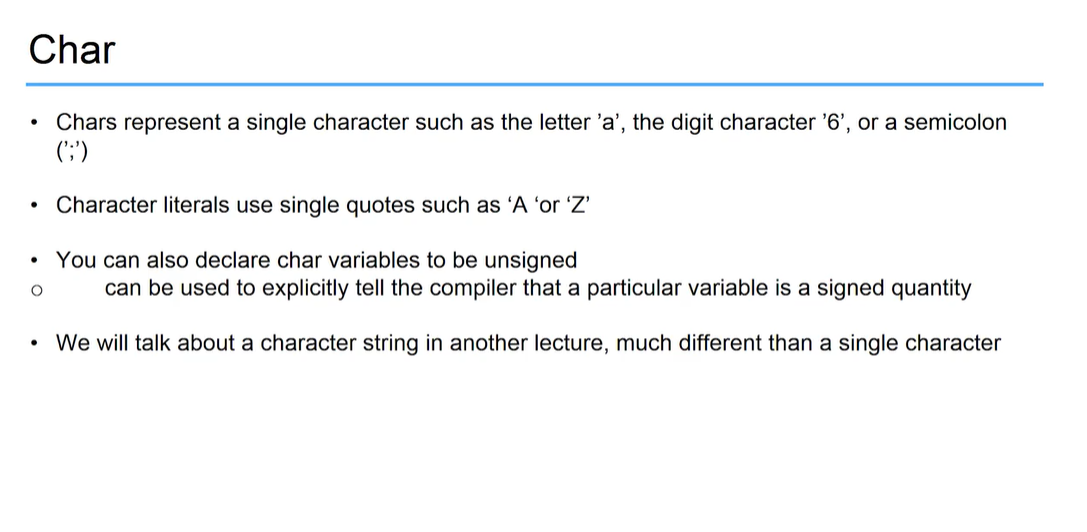 Char
• Chars represent a single character such as the letter ’a’, the digit character ’6’, or a semicolon
(’;’)
• Character literals use single quotes such as ‘A ‘or ‘Z’
• You can also declare char variables to be unsigned
○ can be used to explicitly tell the compiler that a particular variable is a signed quantity
• We will talk about a character string in another lecture, much different than a single character